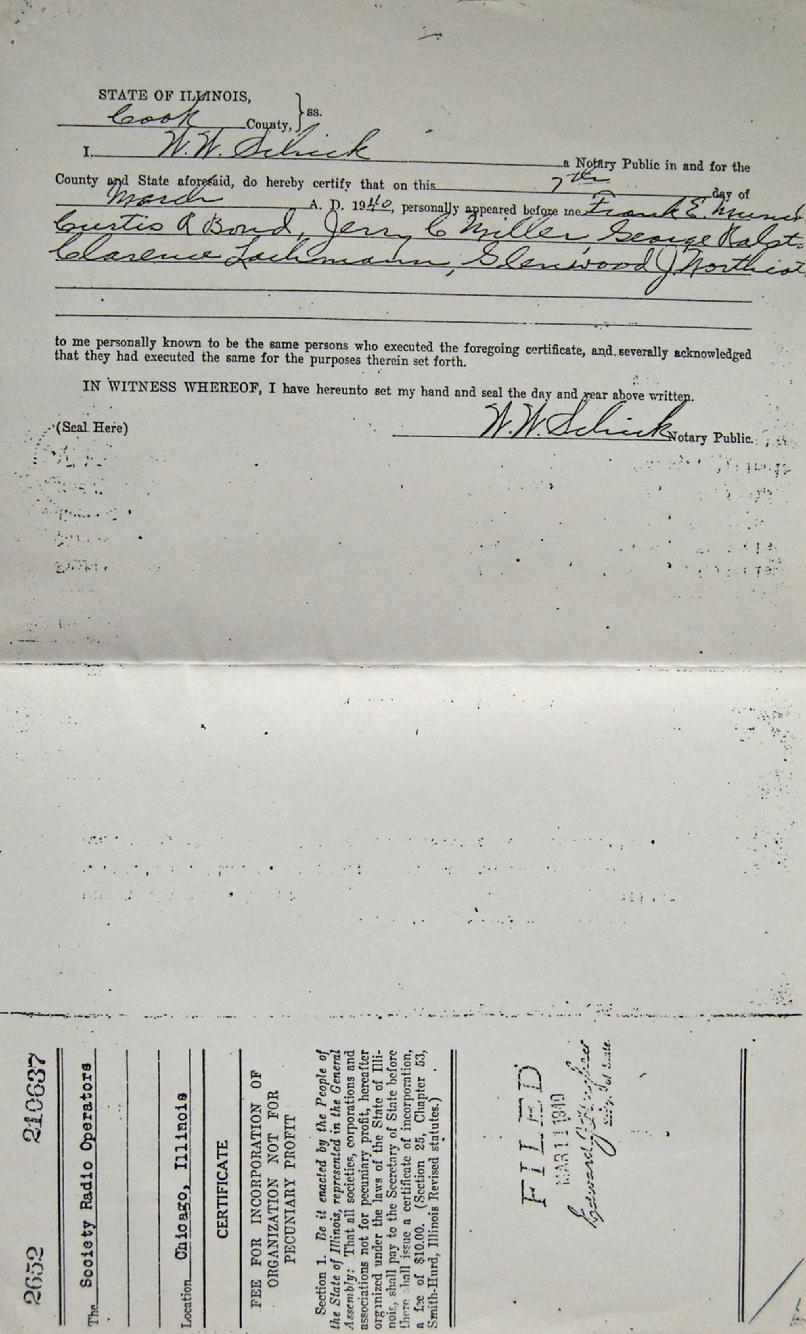 STATE OF ILLINOIS,
Cook County, } ss.
I W. W. Schick a Notary Public in and for the
County and State aforesaid, do hereby certify that on this 7th day of
March A. D. 1940, personally appeared before me Frank E.
Curtis R Bond, Jerry C Miller George
Clarence Lachmann, Glenwood J
to me personally known to be the same persons who executed the foregoing certificate, and severally acknowledged
that they had executed the same for the purposes therein set forth.
IN WITNESS WHEREOF, I have hereunto set my hand and seal the day and year above written.
(Seal Here) W. W. Schick Notary Public.
2652 210637
The Society Radio Operators
Location Chicago, Illinois
CERTIFICATE
FEE FOR INCORPORATION OF
ORGANIZATION NOT FOR
PECUNIARY PROFIT
Section 1. Be it enacted by the People of
the State of Illinois, represented in the General
Assembly: That all societies, corporations and
associations not for pecuniary profit, hereafter
organized under the laws of the State of Illi-
nois, shall pay to the Secretary of State before
there shall issue a certificate of incorporation,
a fee of $10.00. (Section 25, Chapter 53,
Smith-Hurd, Illinois Revised statutes.)
FILED
MAR 11 1940
Edward J. Hughes